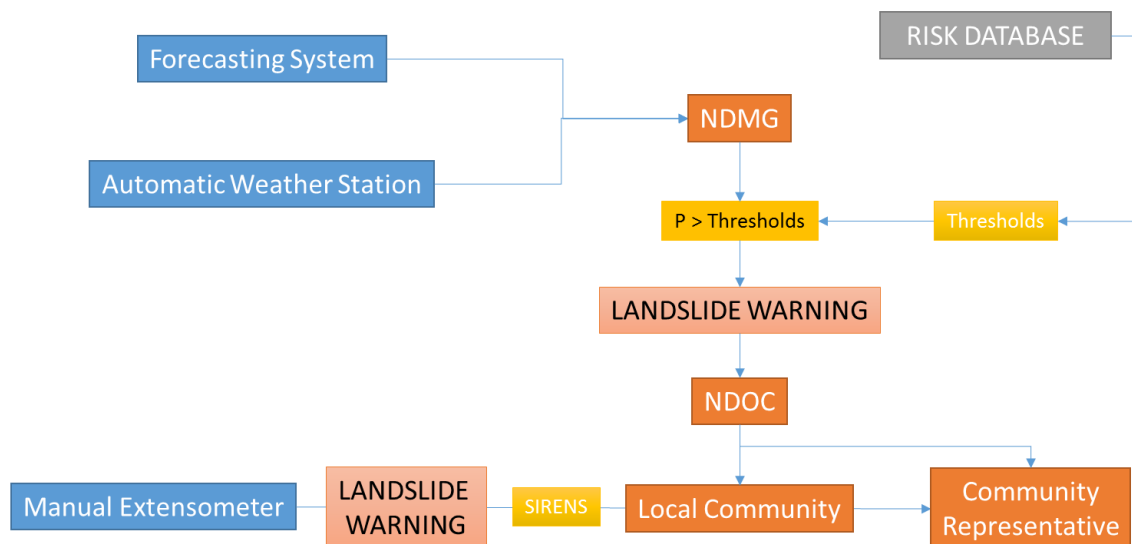 Forecasting System
RISK DATABASE
NDMG
Automatic Weather Station
P > Thresholds
Thresholds
LANDSLIDE WARNING
NDOC
Manual Extensometer
LANDSLIDE
WARNING
SIRENS
Local Community
Community
Representative